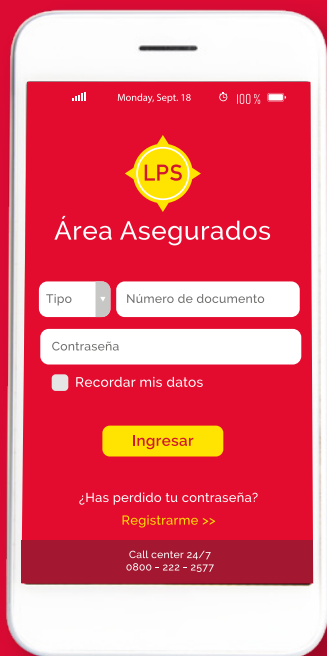 Monday, Sept. 18
100 %
LPS
Área Asegurados
Tipo
Número de documento
Contraseña
Recordar mis datos
Ingresar
¿Has perdido tu contraseña?
Registrarme >>
Call center 24/7
0800 - 222 - 2577